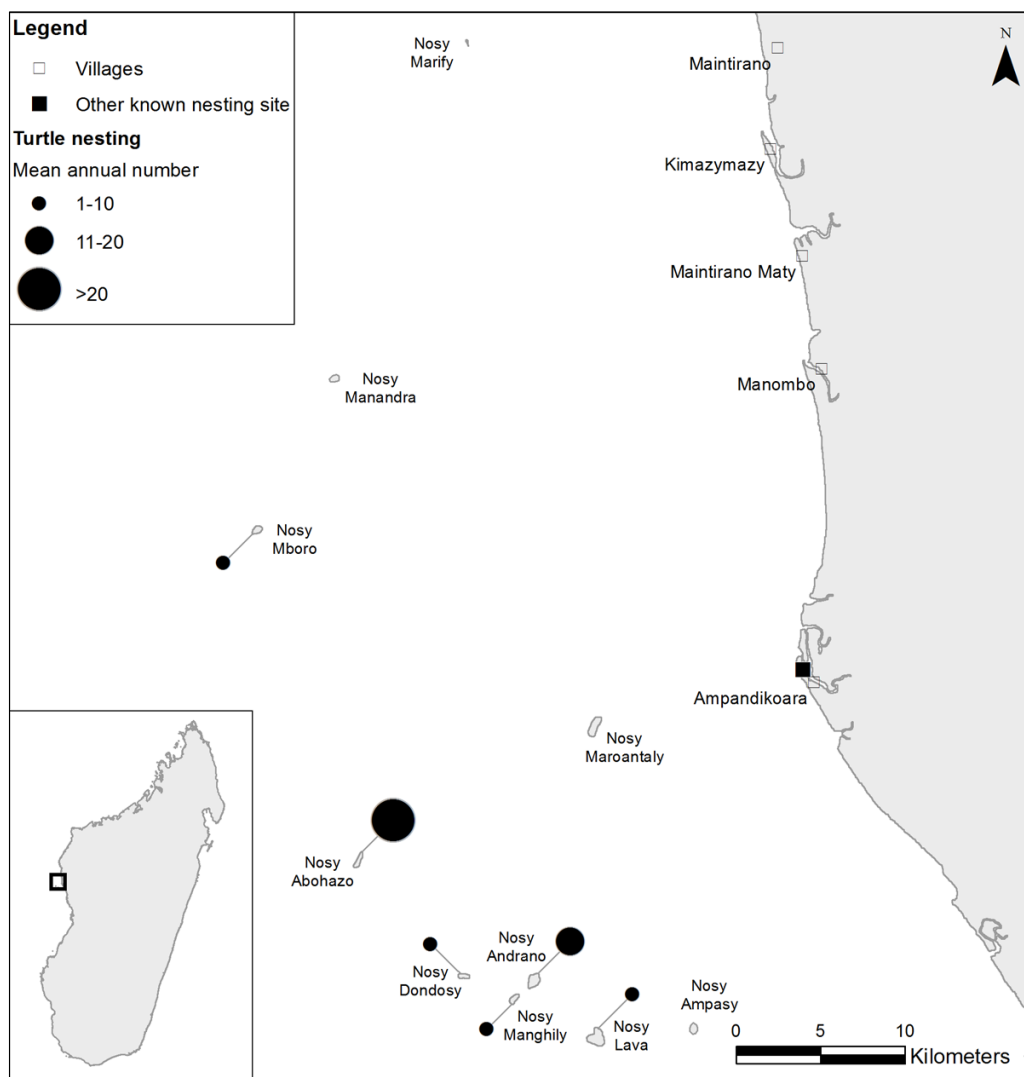 Legend
Villages
Other known nesting site
Turtle nesting
Mean annual number
1-10
11-20
>20
Nosy
Marify
Maintirano
N
Kimazymazy
Maintirano Maty
Manombo
Nosy
Manandra
Nosy
Mboro
Ampandikoara
Nosy
Maroantaly
Nosy
Abohazo
Nosy
Dondosy
Nosy
Andrano
Nosy
Manghily
Nosy
Lava
Nosy
Ampasy
0 5 10
Kilometers